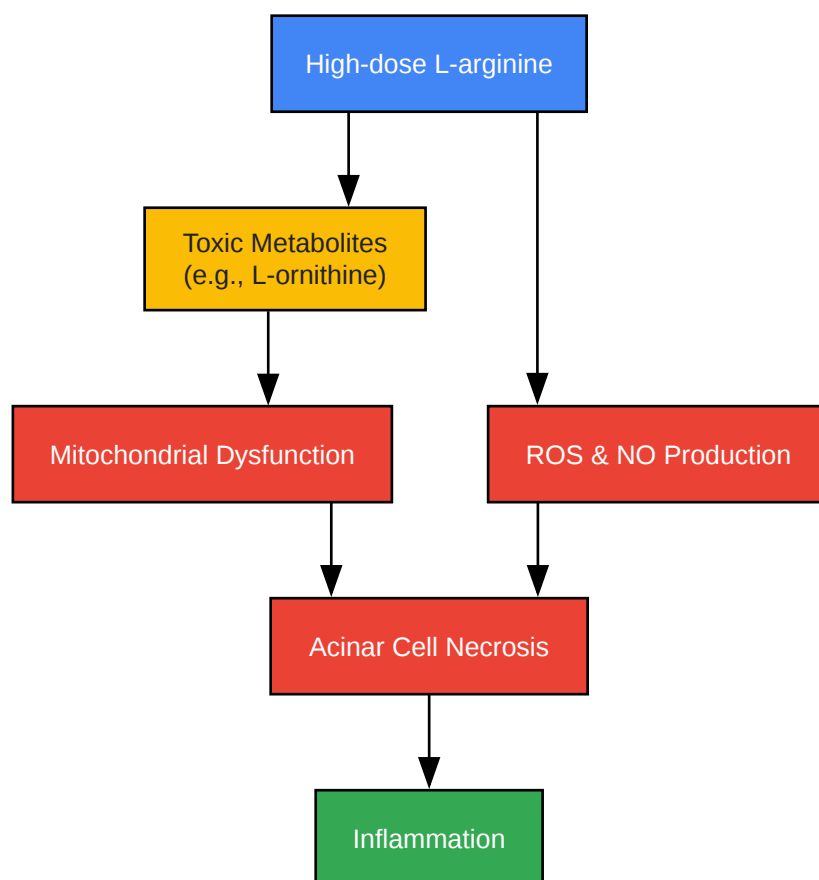 High-dose L-arginine
Toxic Metabolites
(e.g., L-ornithine)
Mitochondrial Dysfunction
ROS & NO Production
Acinar Cell Necrosis
Inflammation